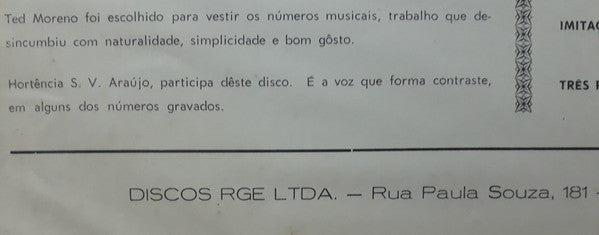 Ted Moreno foi escolhido para vestir os números musicais, trabalho que de-
sincumbiu com naturalidade, simplicidade e bom gôsto.
Hortência S. V. Araújo, participa dêste disco. É a voz que forma contraste,
em alguns dos números gravados.
TRÊS
DISCOS RGE LTDA. — Rua Paula Souza, 181